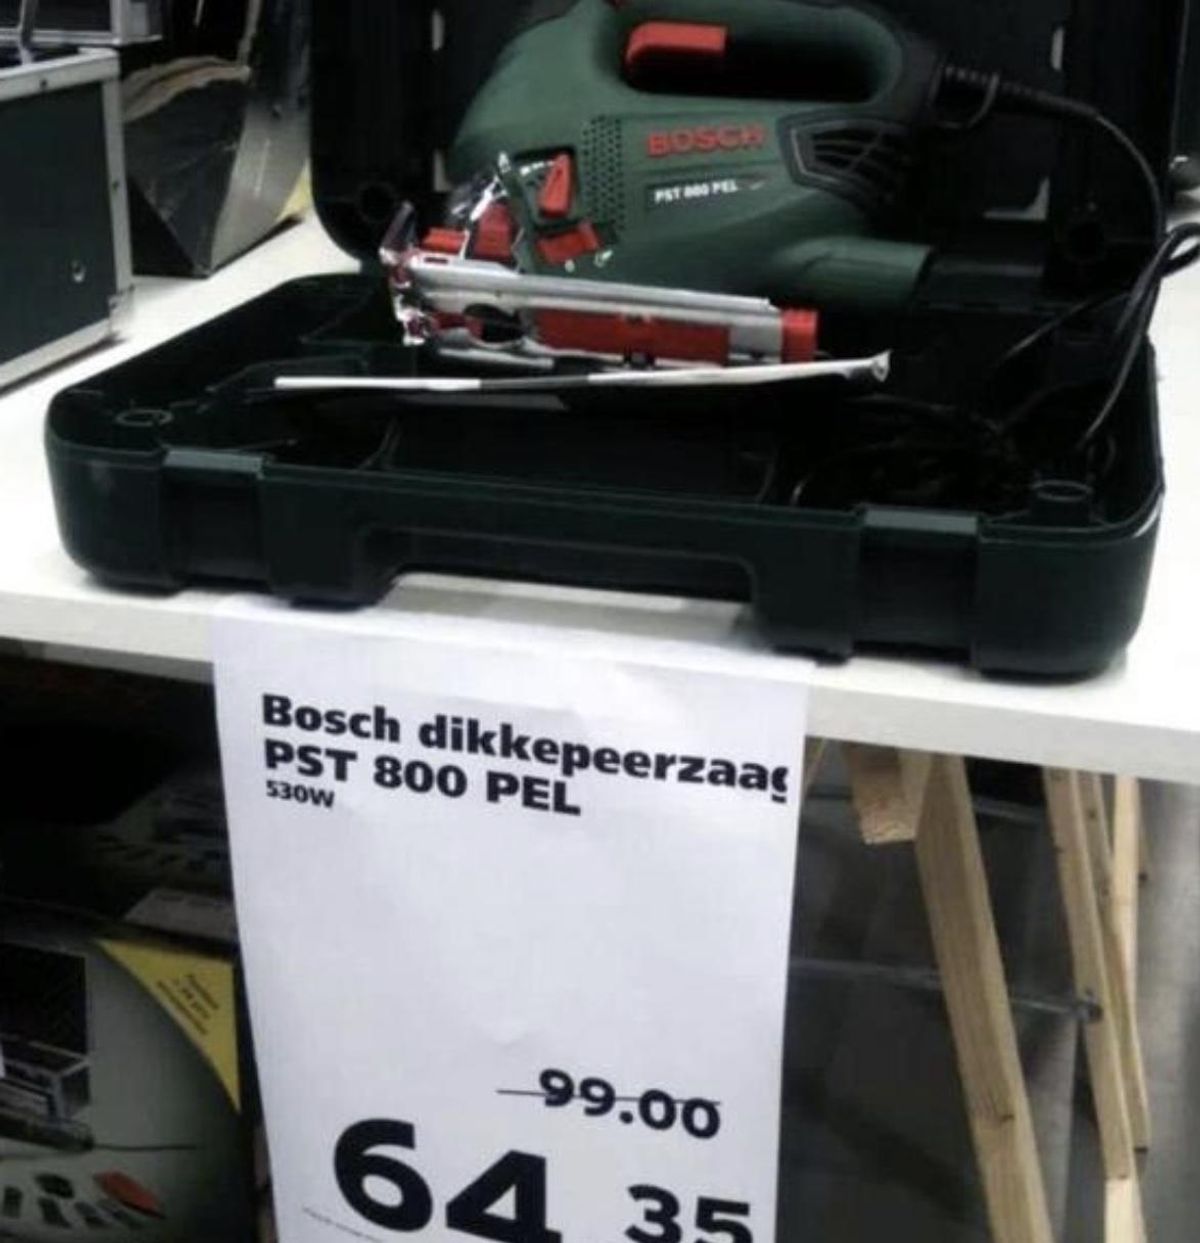 BOSCH
PST 800 PEL
Bosch dikkepeerzaag
PST 800 PEL
530W
99.00
64.35